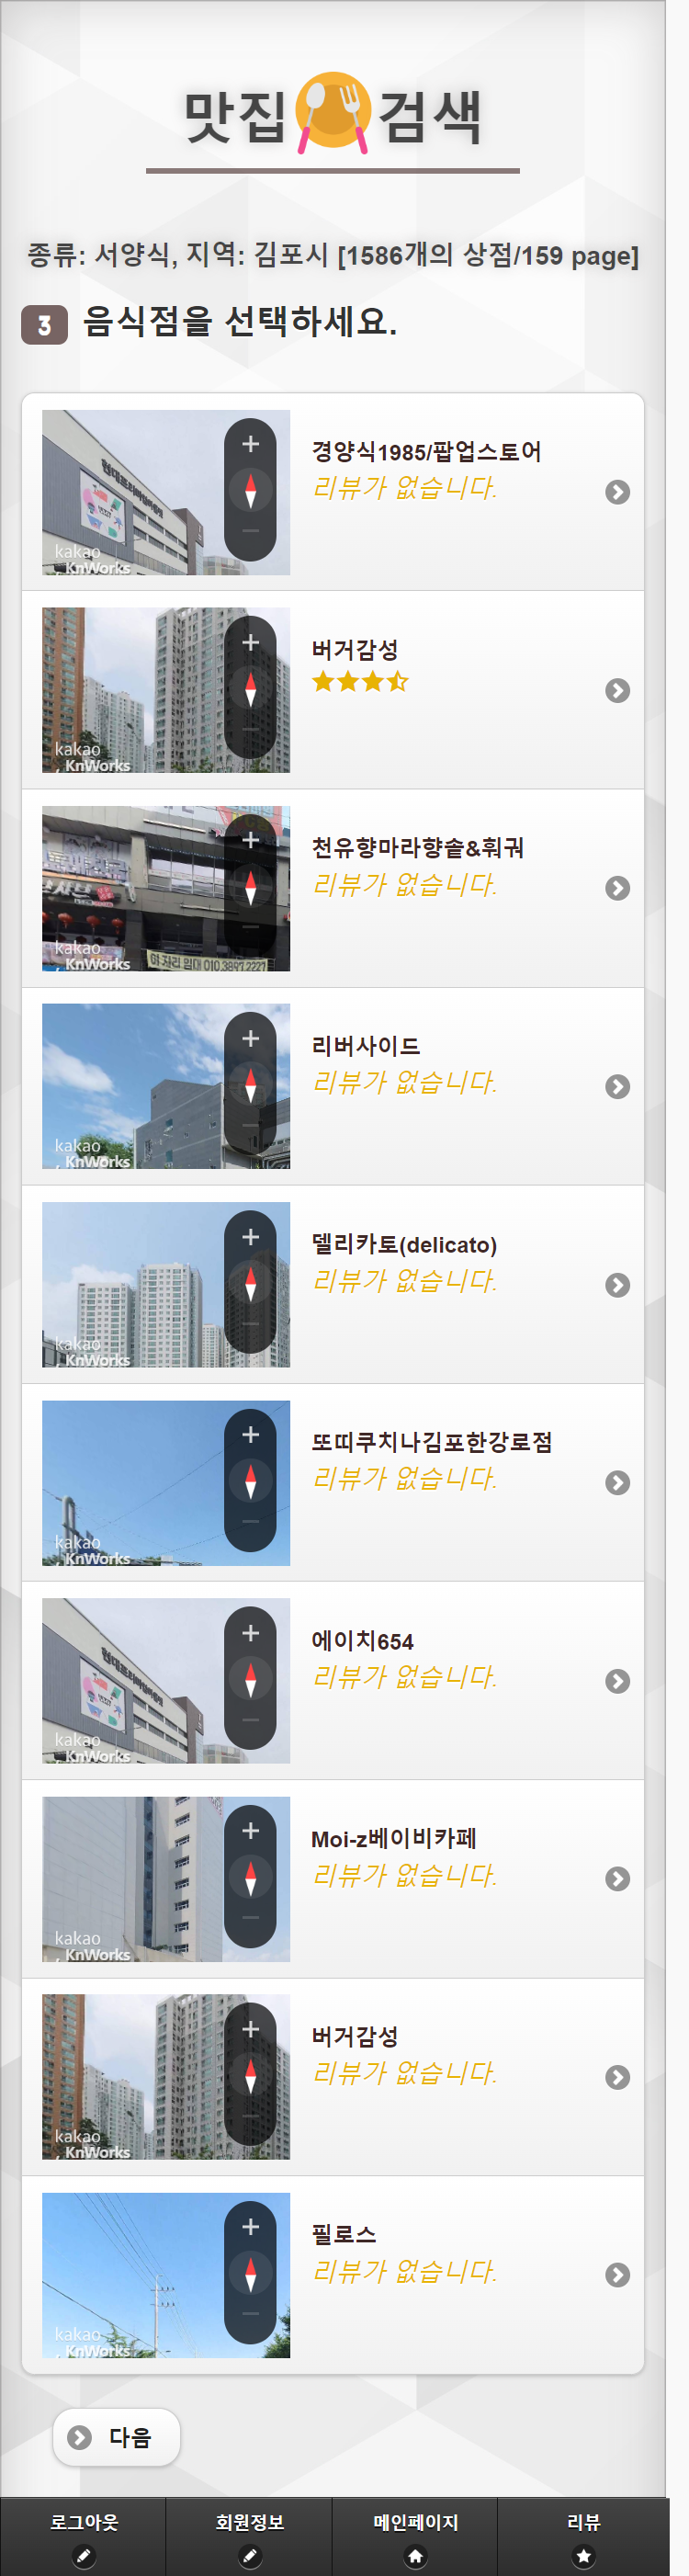 맛집 검색
종류: 서양식, 지역: 김포시 [1586개의 상점/159 page]
3 음식점을 선택하세요.
경양식1985/팝업스토어
리뷰가 없습니다.
kakao
, KnWorks
버거감성
kakao
, KnWorks
천유향마라향솥&훠궈
리뷰가 없습니다.
이 자리 임대 010.3897.2227
kakao
, KnWorks
리버사이드
리뷰가 없습니다.
kakao
, KnWorks
델리카토(delicato)
리뷰가 없습니다.
kakao
, KnWorks
또띠쿠치나김포한강로점
리뷰가 없습니다.
kakao
, KnWorks
에이치654
리뷰가 없습니다.
kakao
, KnWorks
Moi-z베이비카페
리뷰가 없습니다.
kakao
, KnWorks
버거감성
리뷰가 없습니다.
kakao
, KnWorks
필로스
리뷰가 없습니다.
kakao
, KnWorks
다음
로그아웃 회원정보 메인페이지 리뷰